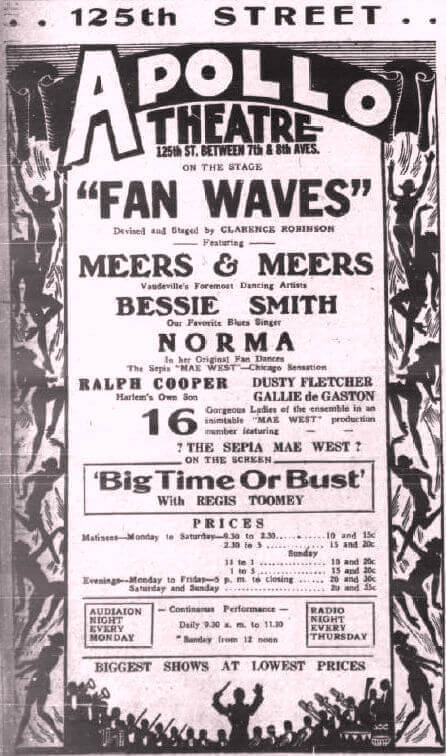 . . 125th STREET . .
APOLLO
THEATRE
125th ST. BETWEEN 7th & 8th AVES.
ON THE STAGE
"FAN WAVES"
Devised and Staged by CLARENCE ROBINSON
— Featuring —
MEERS & MEERS
Vaudeville's Foremost Dancing Artists
BESSIE SMITH
Our Favorite Blues Singer
NORMA
In her Original Fan Dances
The Sepia "MAE WEST"—Chicago Sensation
RALPH COOPER
Harlem's Own Son
DUSTY FLETCHER
GALLIE de GASTON
16 Gorgeous Ladies of the ensemble in an
inimitable "MAE WEST" production
number featuring — —
? THE SEPIA MAE WEST ?
ON THE SCREEN
'Big Time Or Bust'
With REGIS TOOMEY
PRICES
Matinees—Monday to Saturday—9.30 to 2.30 10 and 15c
2.30 to 5 15 and 20c
Sunday
11 to 1 10 and 20c
1 to 5 15 and 20c
Evenings—Monday to Friday—5 p. m. to closing 20 and 30c
Saturday and Sunday 20 and 35c
AUDIAION
NIGHT
EVERY
MONDAY
— Continuous Performance —
Daily 9.30 a. m. to 11.30
Sunday from 12 noon
RADIO
NIGHT
EVERY
THURSDAY
BIGGEST SHOWS AT LOWEST PRICES